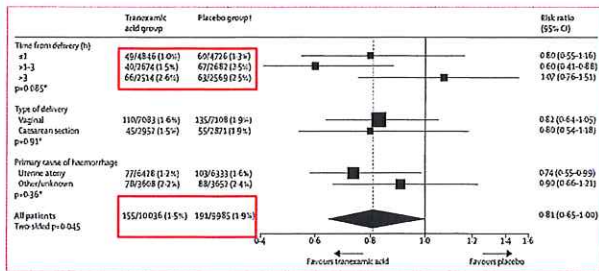 Tranexamic acid group Placebo group† Risk ratio (95% CI)
Time from delivery (h)
≤1 49/4846 (1·0%) 60/4726 (1·3%) 0·80 (0·55–1·16)
>1–3 40/2674 (1·5%) 67/2682 (2·5%) 0·60 (0·41–0·88)
>3 66/2514 (2·6%) 63/2569 (2·5%) 1·07 (0·76–1·51)
p=0·085*
Type of delivery
Vaginal 110/7083 (1·6%) 135/7108 (1·9%) 0·82 (0·64–1·05)
Caesarean section 45/2952 (1·5%) 55/2871 (1·9%) 0·80 (0·54–1·18)
p=0·91*
Primary cause of haemorrhage
Uterine atony 77/6428 (1·2%) 103/6333 (1·6%) 0·74 (0·55–0·99)
Other/unknown 78/3608 (2·2%) 88/3652 (2·4%) 0·90 (0·66–1·21)
p=0·36*
All patients 155/10036 (1·5%) 191/9985 (1·9%) 0·81 (0·65–1·00)
Two-sided p=0·045
0·4 0·6 0·8 1·0 1·2 1·4 1·6
Favours tranexamic acid Favours placebo